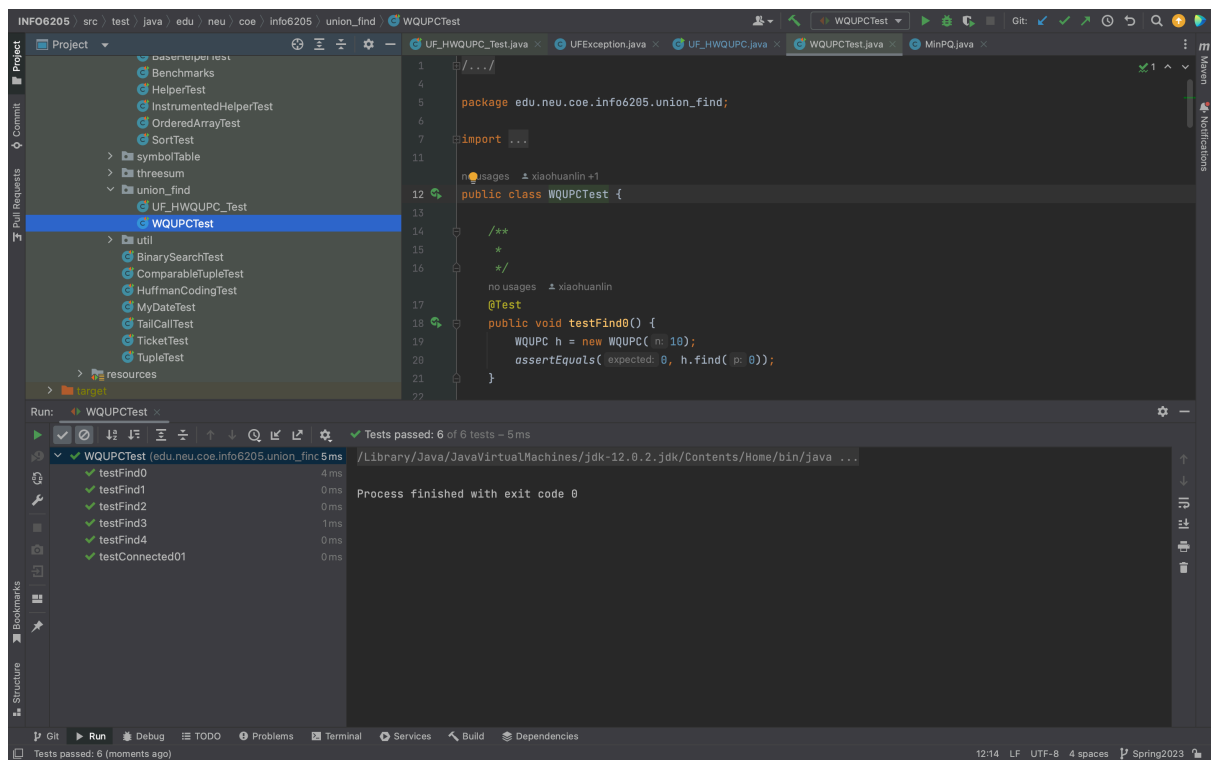 INFO6205 › src › test › java › edu › neu › coe › info6205 › union_find › WQUPCTest
WQUPCTest
Git:
Project
UF_HWQUPC_Test.java
UFException.java
UF_HWQUPC.java
WQUPCTest.java
MinPQ.java
BaseHelperTest
Benchmarks
HelperTest
InstrumentedHelperTest
OrderedArrayTest
SortTest
symbolTable
threesum
union_find
UF_HWQUPC_Test
WQUPCTest
util
BinarySearchTest
ComparableTupleTest
HuffmanCodingTest
MyDateTest
TailCallTest
TicketTest
TupleTest
resources
target
1 /.../
4
5 package edu.neu.coe.info6205.union_find;
6
7 import ...
11
no usages xiaohuanlin +1
12 public class WQUPCTest {
13
14 /**
15 *
16 */
no usages xiaohuanlin
17 @Test
18 public void testFind0() {
19 WQUPC h = new WQUPC( n: 10);
20 assertEquals( expected: 0, h.find( p: 0));
21 }
22
1
Project
Commit
Pull Requests
Bookmarks
Structure
m
Maven
Notifications
Run: WQUPCTest
Tests passed: 6 of 6 tests – 5 ms
WQUPCTest (edu.neu.coe.info6205.union_finc 5 ms
testFind0 4 ms
testFind1 0 ms
testFind2 0 ms
testFind3 1 ms
testFind4 0 ms
testConnected01 0 ms
/Library/Java/JavaVirtualMachines/jdk-12.0.2.jdk/Contents/Home/bin/java ...
Process finished with exit code 0
Git Run Debug TODO Problems Terminal Services Build Dependencies
Tests passed: 6 (moments ago)
12:14 LF UTF-8 4 spaces Spring2023